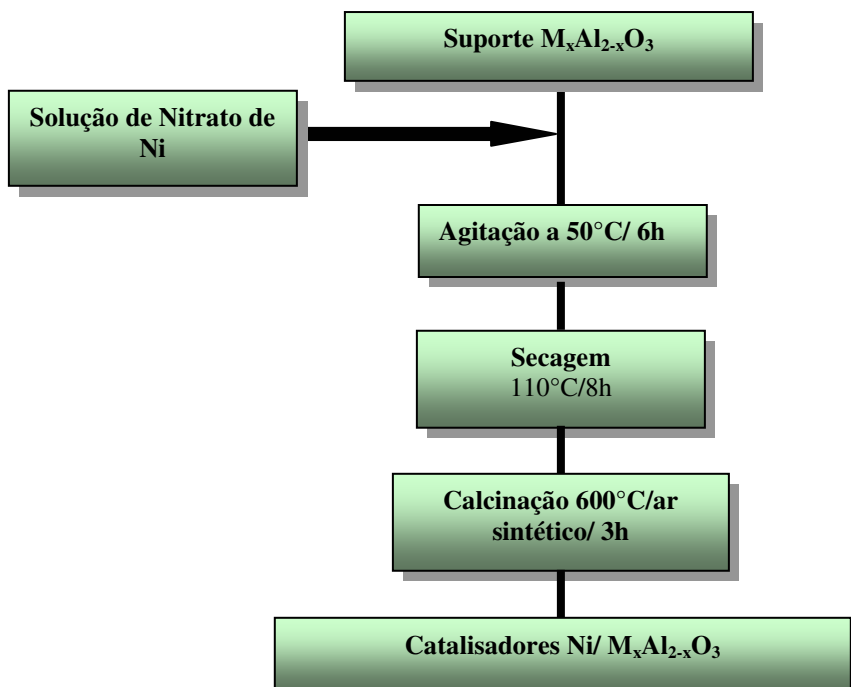 Suporte MₓAl₂₋ₓO₃
Solução de Nitrato de
Ni
Agitação a 50°C/ 6h
Secagem
110°C/8h
Calcinação 600°C/ar
sintético/ 3h
Catalisadores Ni/ MₓAl₂₋ₓO₃